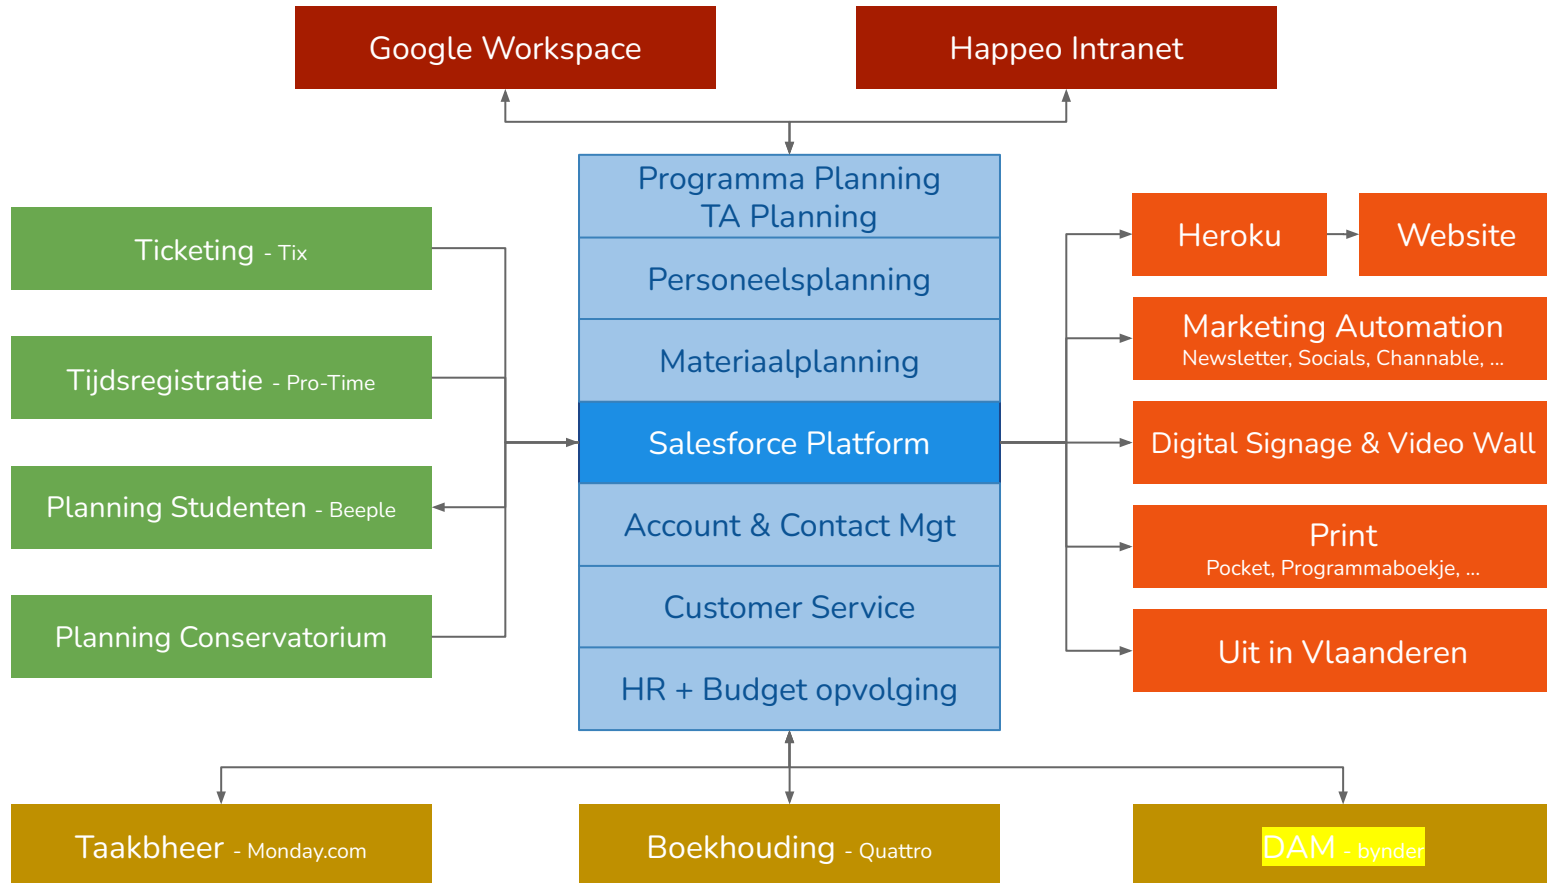 Google Workspace
Happeo Intranet
Programma Planning
TA Planning
Personeelsplanning
Materiaalplanning
Salesforce Platform
Account & Contact Mgt
Customer Service
HR + Budget opvolging
Ticketing - Tix
Tijdsregistratie - Pro-Time
Planning Studenten - Beeple
Planning Conservatorium
Heroku
Website
Marketing Automation
Newsletter, Socials, Channable, ...
Digital Signage & Video Wall
Print
Pocket, Programmaboekje, ...
Uit in Vlaanderen
Taakbheer - Monday.com
Boekhouding - Quattro
DAM - bynder